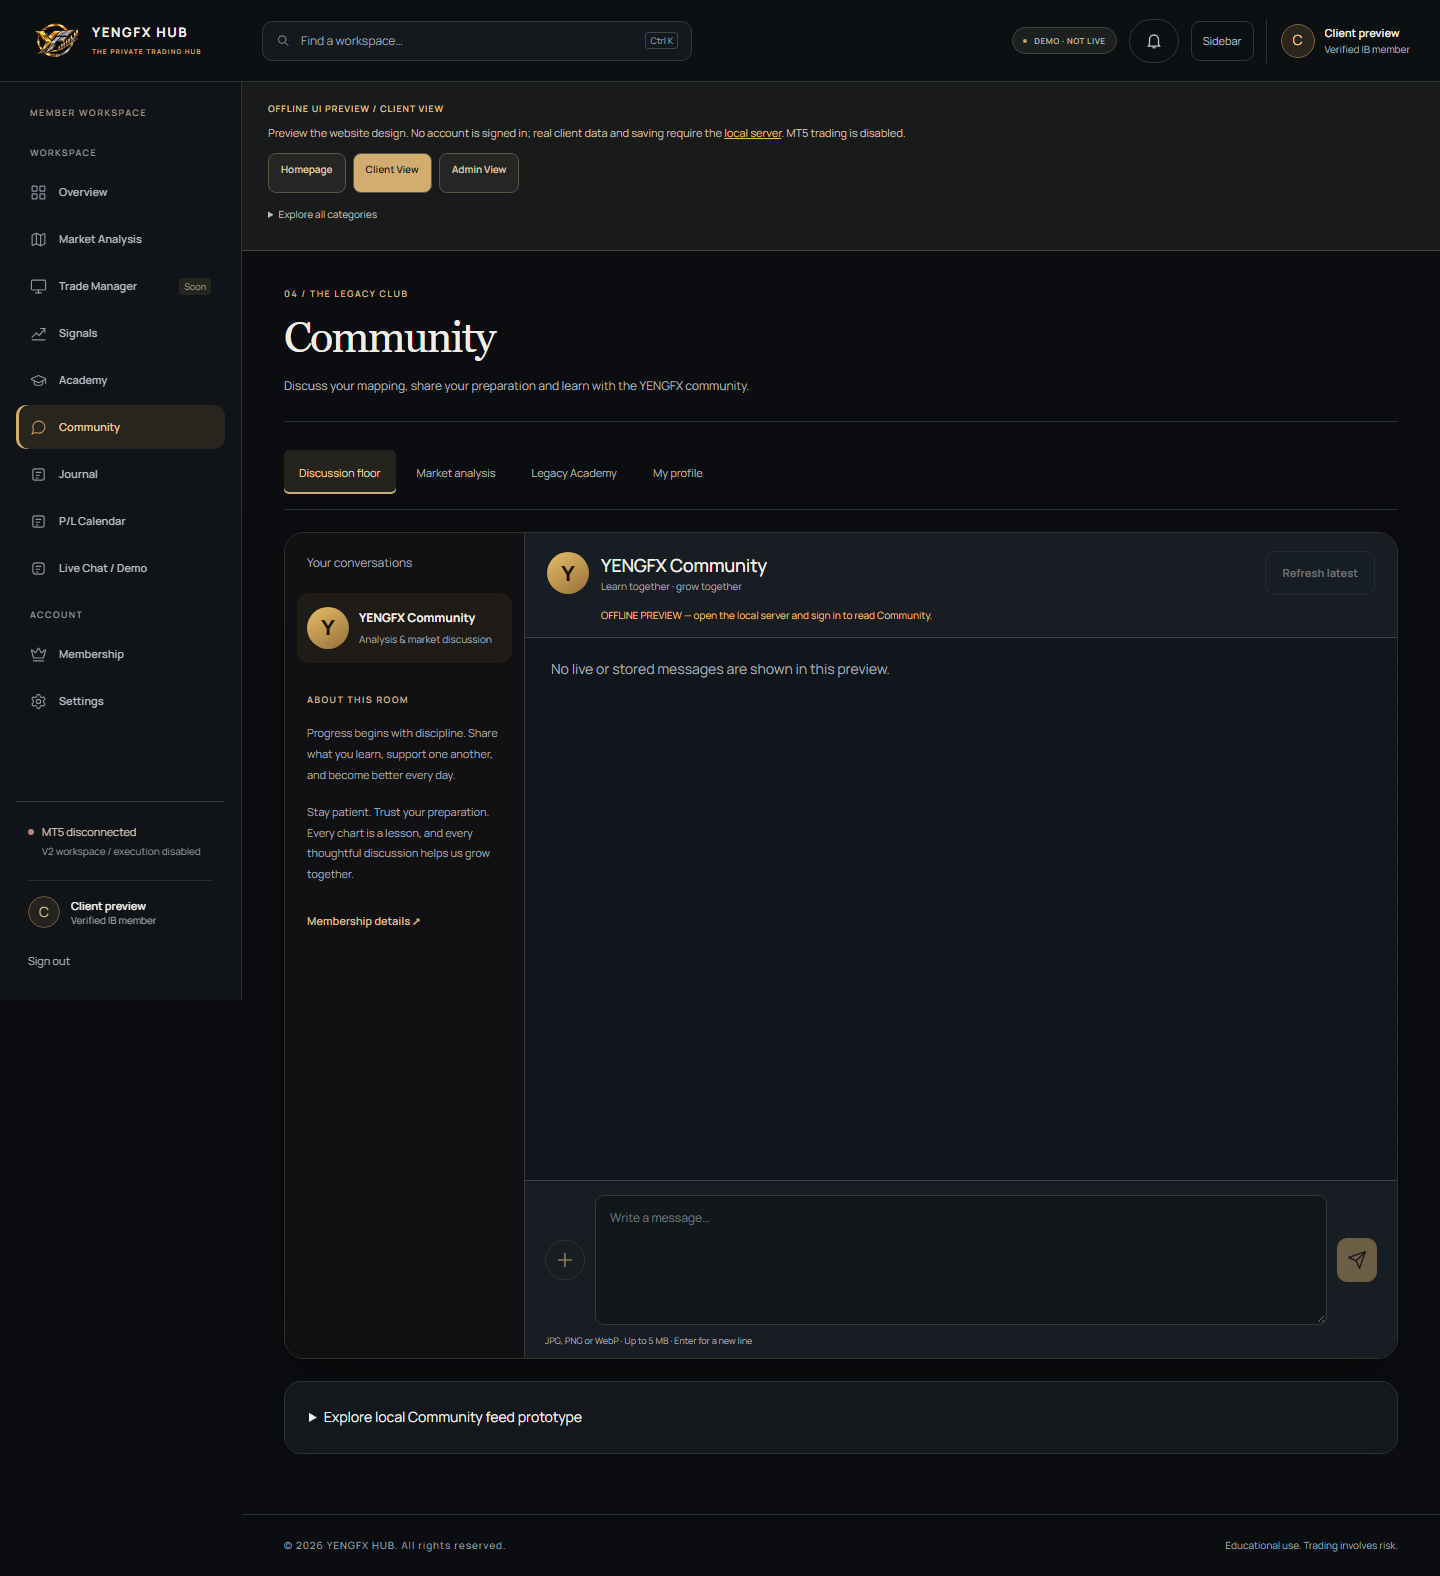 YENGFX HUB
THE PRIVATE TRADING HUB
Find a workspace...
Ctrl K
DEMO · NOT LIVE
Sidebar
C
Client preview
Verified IB member
MEMBER WORKSPACE
WORKSPACE
Overview
Market Analysis
Trade Manager
Soon
Signals
Academy
Community
Journal
P/L Calendar
Live Chat / Demo
ACCOUNT
Membership
Settings
MT5 disconnected
V2 workspace / execution disabled
C
Client preview
Verified IB member
Sign out
OFFLINE UI PREVIEW / CLIENT VIEW
Preview the website design. No account is signed in; real client data and saving require the local server. MT5 trading is disabled.
Homepage
Client View
Admin View
▶ Explore all categories
04 / THE LEGACY CLUB
Community
Discuss your mapping, share your preparation and learn with the YENGFX community.
Discussion floor
Market analysis
Legacy Academy
My profile
Your conversations
Y
YENGFX Community
Analysis & market discussion
ABOUT THIS ROOM
Progress begins with discipline. Share
what you learn, support one another,
and become better every day.
Stay patient. Trust your preparation.
Every chart is a lesson, and every
thoughtful discussion helps us grow
together.
Membership details ↗
Y
YENGFX Community
Learn together · grow together
OFFLINE PREVIEW — open the local server and sign in to read Community.
Refresh latest
No live or stored messages are shown in this preview.
Write a message...
JPG, PNG or WebP · Up to 5 MB · Enter for a new line
▶ Explore local Community feed prototype
© 2026 YENGFX HUB. All rights reserved.
Educational use. Trading involves risk.